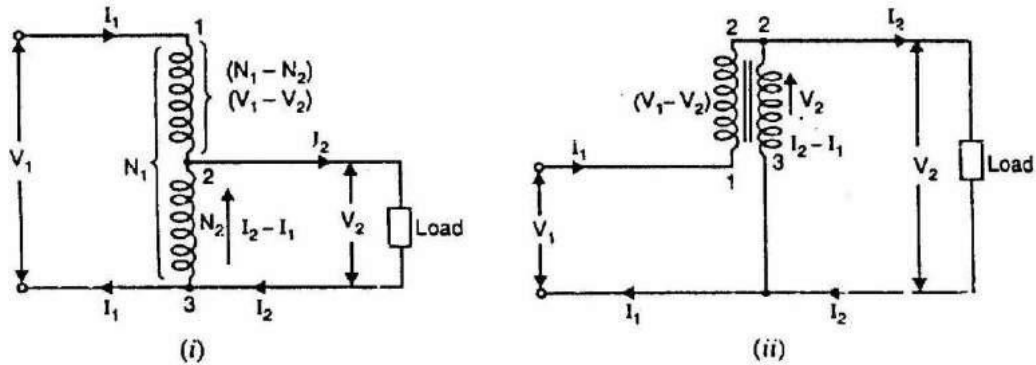 I₁
1
(N₁ – N₂)
(V₁ – V₂)
V₁
N₁
I₂
2
N₂
I₂ – I₁
V₂
Load
I₁
3
I₂
(i)
2
2
I₂
(V₁ – V₂)
V₂
I₂ – I₁
I₁
1
3
V₂
Load
V₁
I₁
I₂
(ii)